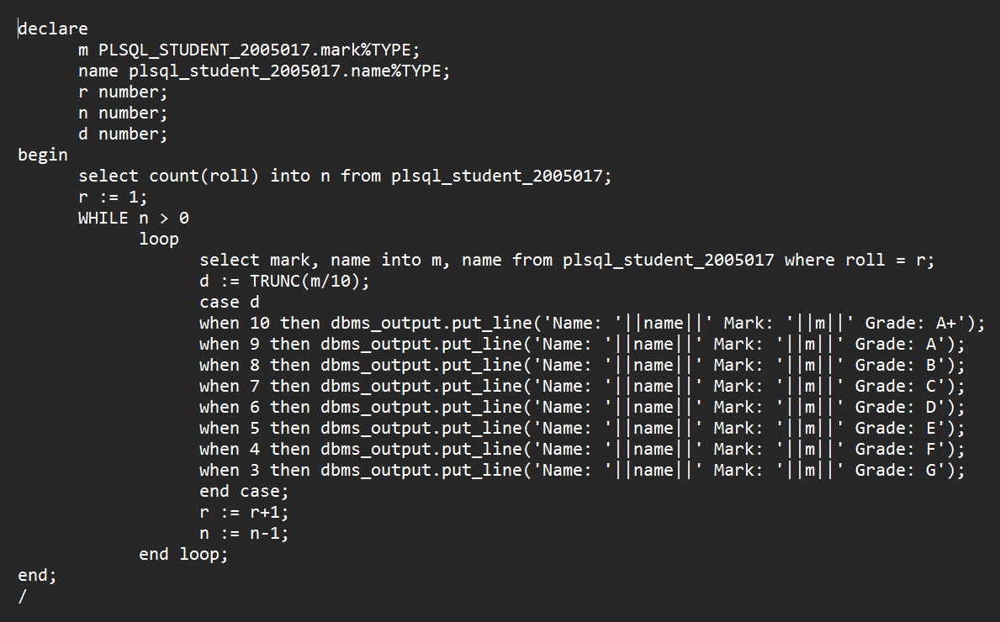 declare
m PLSQL_STUDENT_2005017.mark%TYPE;
name plsql_student_2005017.name%TYPE;
r number;
n number;
d number;
begin
select count(roll) into n from plsql_student_2005017;
r := 1;
WHILE n > 0
loop
select mark, name into m, name from plsql_student_2005017 where roll = r;
d := TRUNC(m/10);
case d
when 10 then dbms_output.put_line('Name: '||name||' Mark: '||m||' Grade: A+');
when 9 then dbms_output.put_line('Name: '||name||' Mark: '||m||' Grade: A');
when 8 then dbms_output.put_line('Name: '||name||' Mark: '||m||' Grade: B');
when 7 then dbms_output.put_line('Name: '||name||' Mark: '||m||' Grade: C');
when 6 then dbms_output.put_line('Name: '||name||' Mark: '||m||' Grade: D');
when 5 then dbms_output.put_line('Name: '||name||' Mark: '||m||' Grade: E');
when 4 then dbms_output.put_line('Name: '||name||' Mark: '||m||' Grade: F');
when 3 then dbms_output.put_line('Name: '||name||' Mark: '||m||' Grade: G');
end case;
r := r+1;
n := n-1;
end loop;
end;
/